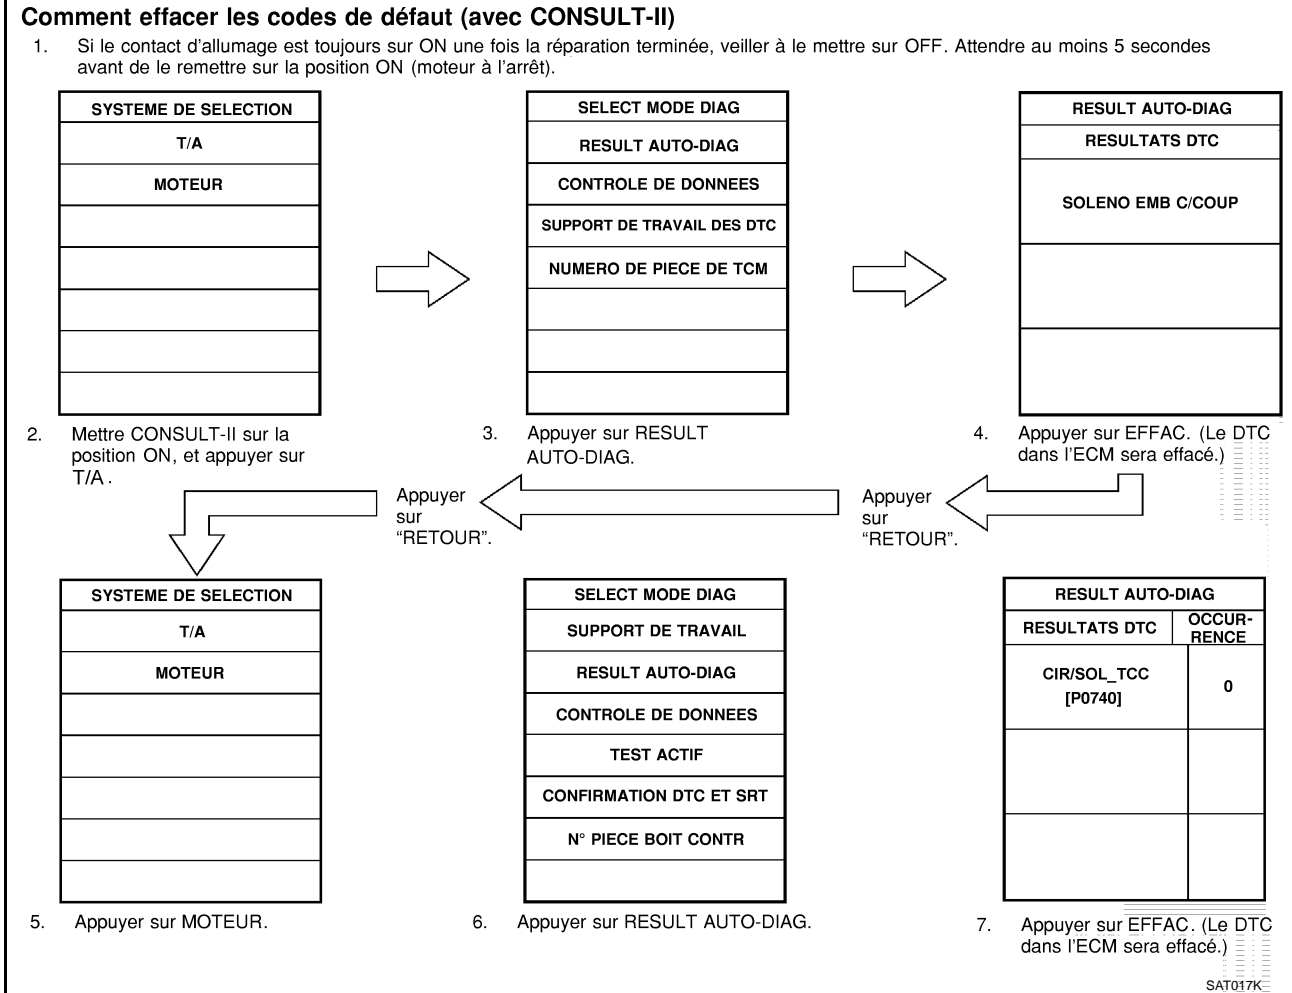 Comment effacer les codes de défaut (avec CONSULT-II)
1. Si le contact d'allumage est toujours sur ON une fois la réparation terminée, veiller à le mettre sur OFF. Attendre au moins 5 secondes
avant de le remettre sur la position ON (moteur à l'arrêt).
SYSTEME DE SELECTION
T/A
MOTEUR
SELECT MODE DIAG
RESULT AUTO-DIAG
CONTROLE DE DONNEES
SUPPORT DE TRAVAIL DES DTC
NUMERO DE PIECE DE TCM
RESULT AUTO-DIAG
RESULTATS DTC
SOLENO EMB C/COUP
2. Mettre CONSULT-II sur la
position ON, et appuyer sur
T/A .
3. Appuyer sur RESULT
AUTO-DIAG.
4. Appuyer sur EFFAC. (Le DTC
dans l'ECM sera effacé.)
Appuyer
sur
“RETOUR”.
Appuyer
sur
“RETOUR”.
SYSTEME DE SELECTION
T/A
MOTEUR
SELECT MODE DIAG
SUPPORT DE TRAVAIL
RESULT AUTO-DIAG
CONTROLE DE DONNEES
TEST ACTIF
CONFIRMATION DTC ET SRT
N° PIECE BOIT CONTR
RESULT AUTO-DIAG
RESULTATS DTC
OCCUR-
RENCE
CIR/SOL_TCC
[P0740]
0
5. Appuyer sur MOTEUR.
6. Appuyer sur RESULT AUTO-DIAG.
7. Appuyer sur EFFAC. (Le DTC
dans l'ECM sera effacé.)
SAT017K